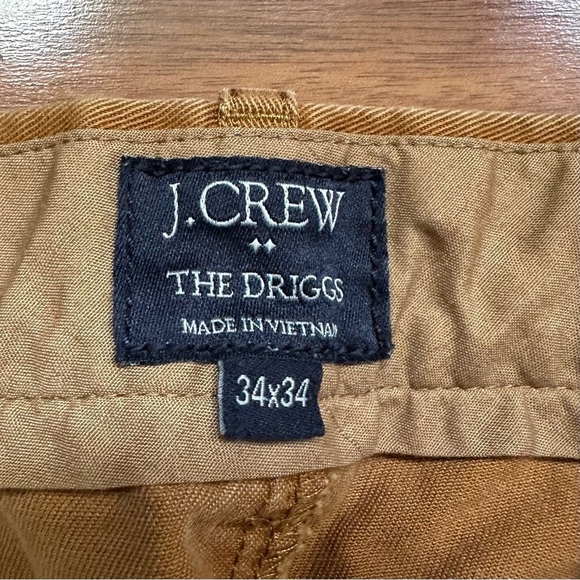 J.CREW
THE DRIGGS
MADE IN VIETNAM
34x34